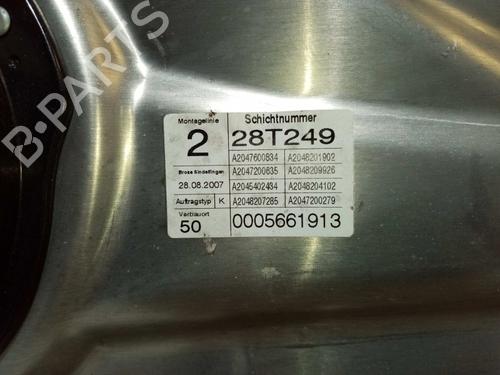 B-PARTS
Montagelinie
Schichtnummer
2
28T249
A2047600834 A2048201902
Brose Sindelfingen
A2047200635 A2048209926
28.08.2007
A2045402434 A2048204102
Auftragstyp K
A2048207285 A2047200279
Verbauort
50
0005661913